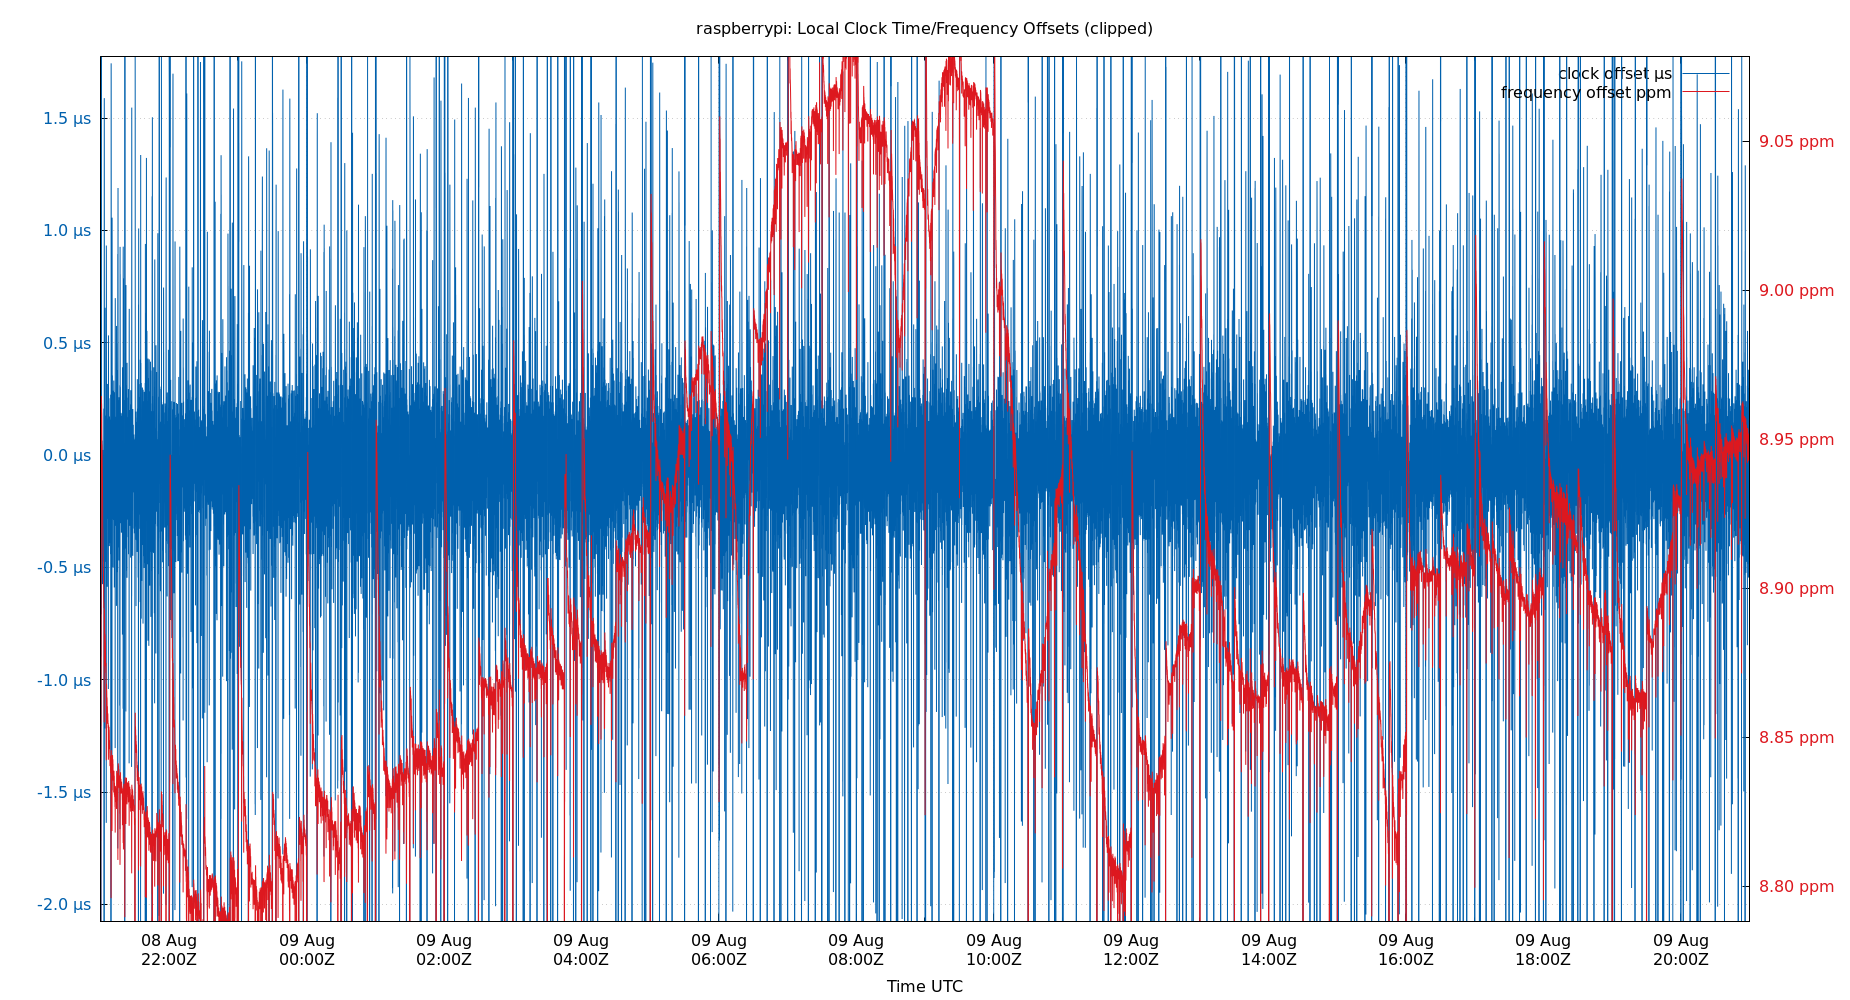 raspberrypi: Local Clock Time/Frequency Offsets (clipped)
clock offset µs
frequency offset ppm
1.5 µs
1.0 µs
0.5 µs
0.0 µs
-0.5 µs
-1.0 µs
-1.5 µs
-2.0 µs
9.05 ppm
9.00 ppm
8.95 ppm
8.90 ppm
8.85 ppm
8.80 ppm
08 Aug 09 Aug 09 Aug 09 Aug 09 Aug 09 Aug 09 Aug 09 Aug 09 Aug 09 Aug 09 Aug 09 Aug
22:00Z 00:00Z 02:00Z 04:00Z 06:00Z 08:00Z 10:00Z 12:00Z 14:00Z 16:00Z 18:00Z 20:00Z
Time UTC